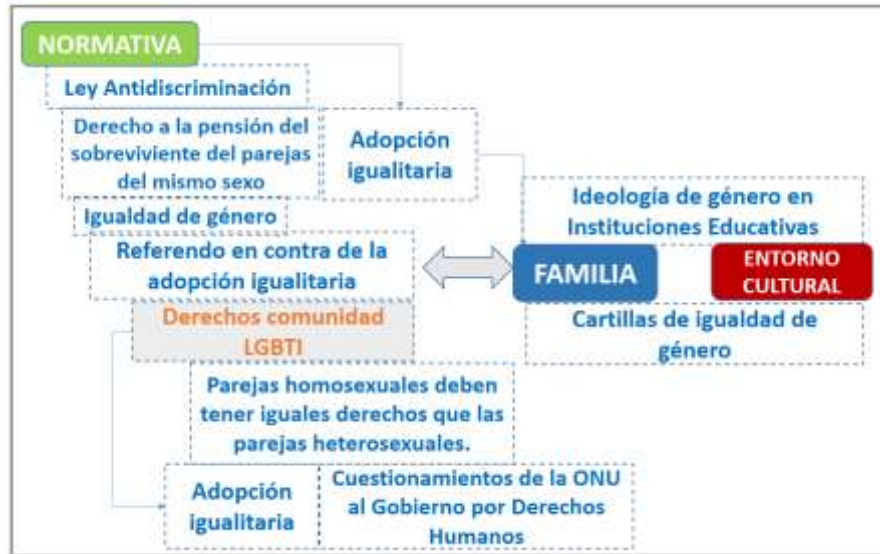 NORMATIVA
Ley Antidiscriminación
Derecho a la pensión del
sobreviviente del parejas
del mismo sexo
Adopción
igualitaria
Igualdad de género
Referendo en contra de la
adopción igualitaria
Derechos comunidad
LGBTI
Parejas homosexuales deben
tener iguales derechos que las
parejas heterosexuales.
Adopción
igualitaria
Cuestionamientos de la ONU
al Gobierno por Derechos
Humanos
Ideología de género en
Instituciones Educativas
FAMILIA
ENTORNO
CULTURAL
Cartillas de igualdad de
género